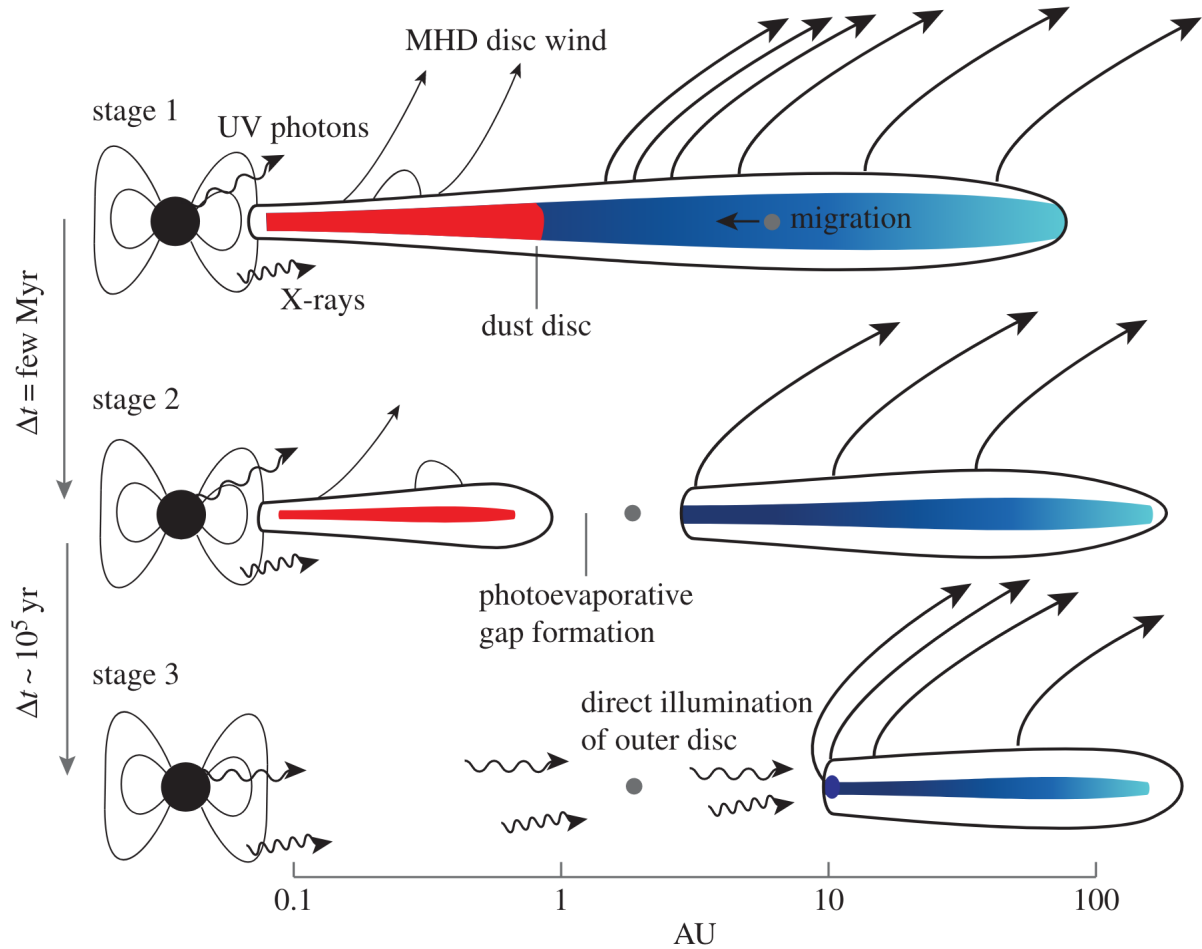 MHD disc wind
stage 1
UV photons
migration
X-rays
dust disc
Δt = few Myr
stage 2
photoevaporative
gap formation
Δt ~ 10⁵ yr
stage 3
direct illumination
of outer disc
0.1 1 10 100
AU